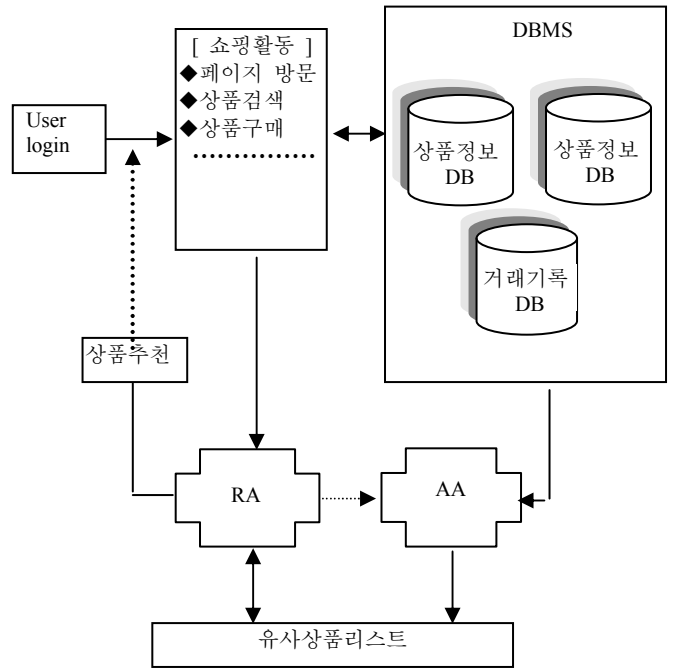 User
login
[ 쇼핑활동 ]
◆페이지 방문
◆상품검색
◆상품구매
DBMS
상품정보
DB
상품정보
DB
거래기록
DB
상품추천
RA
AA
유사상품리스트